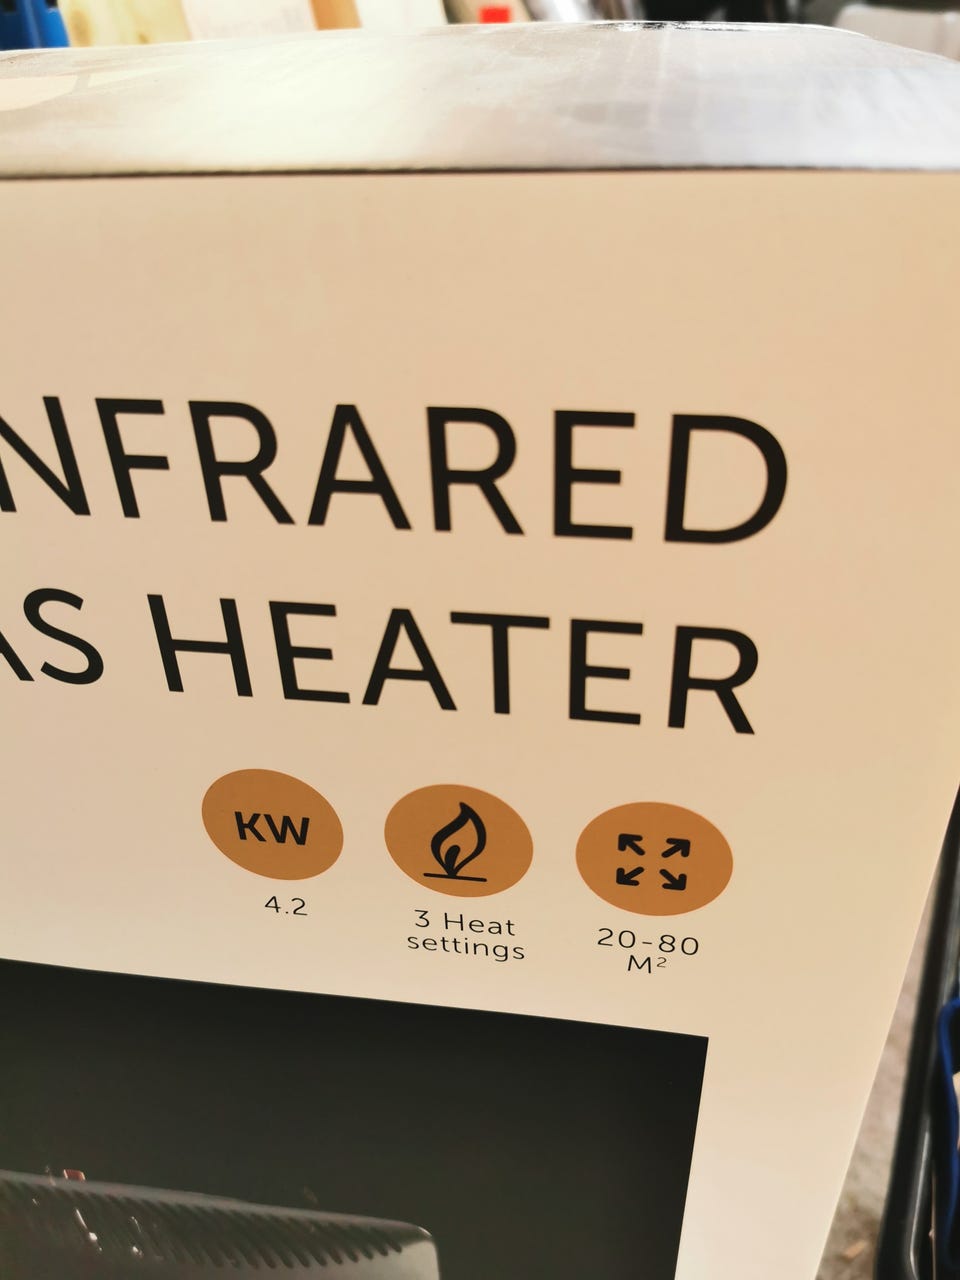 NFRARED
AS HEATER
KW
4.2
3 Heat
settings
20-80
M²